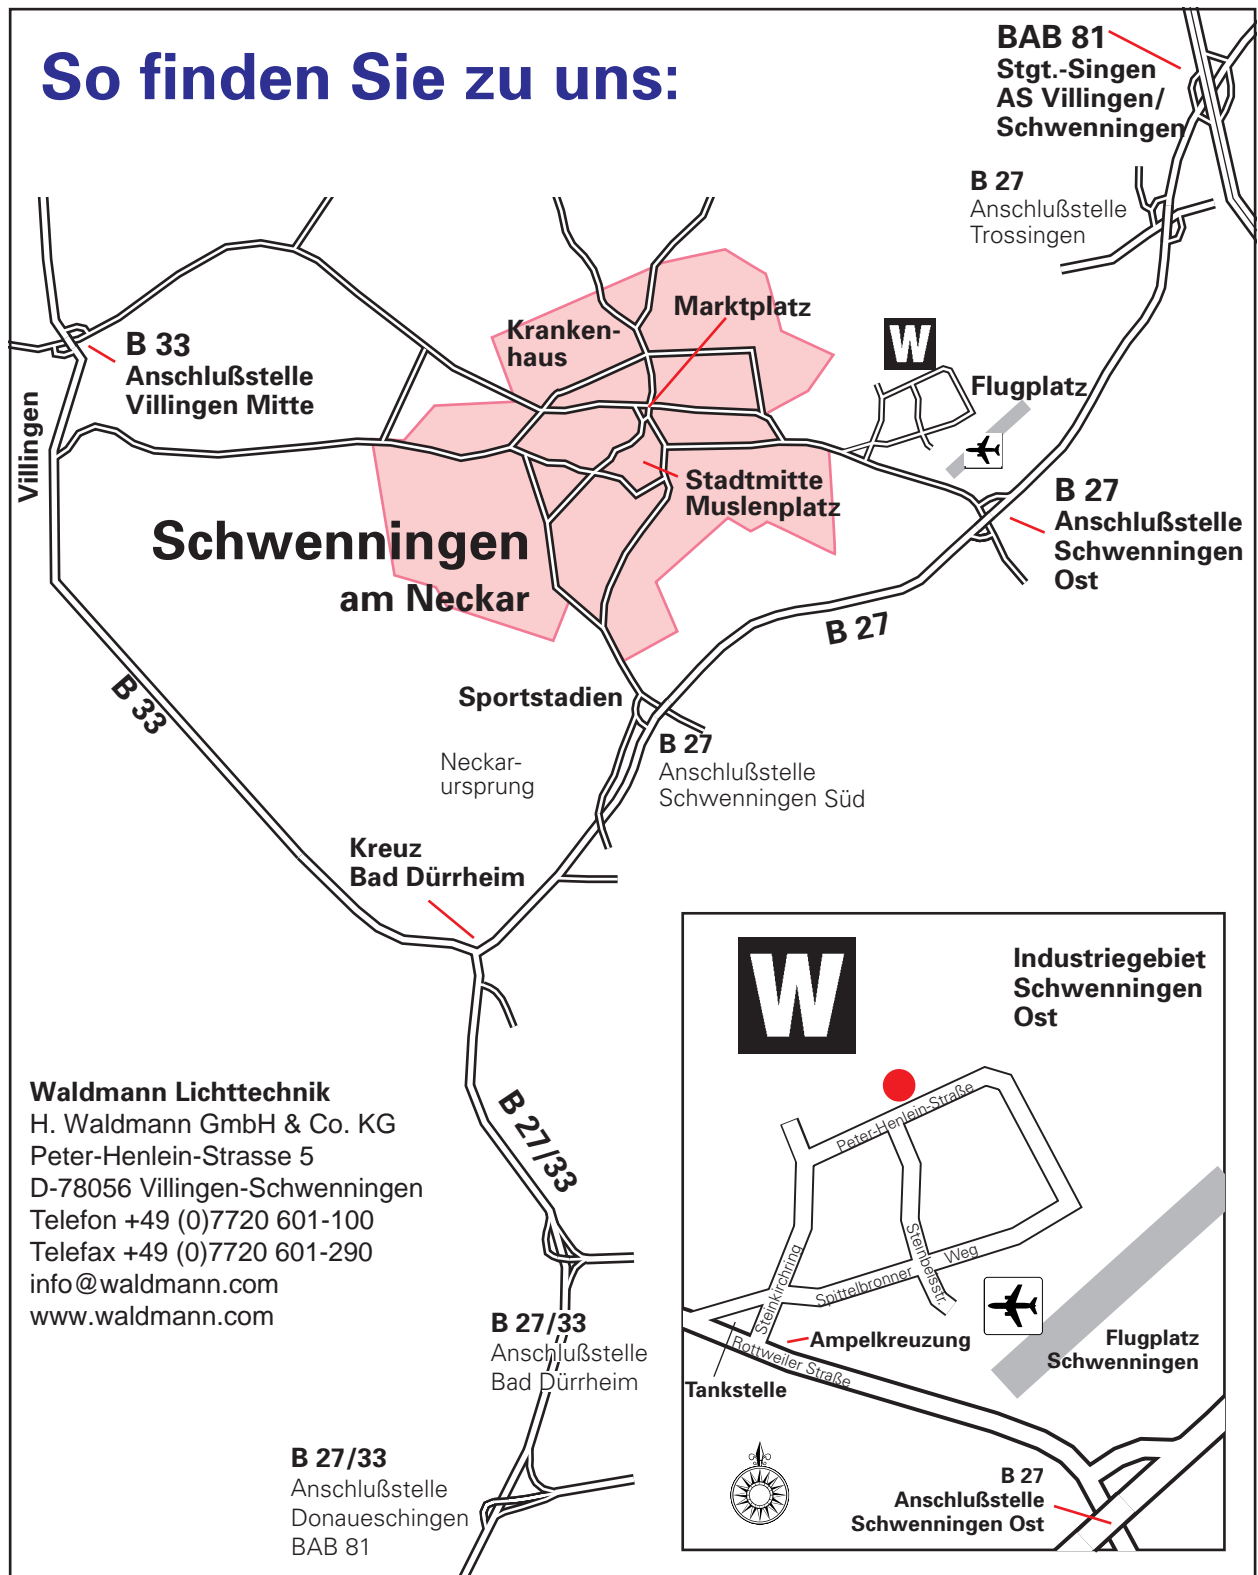 So finden Sie zu uns:
BAB 81
Stgt.-Singen
AS Villingen/
Schwenningen
B 27
Anschlußstelle
Trossingen
Marktplatz
Kranken-
haus
W
B 33
Anschlußstelle
Villingen Mitte
Flugplatz
Villingen
Stadtmitte
Muslenplatz
B 27
Anschlußstelle
Schwenningen
Ost
Schwenningen
am Neckar
B 27
B 33
Sportstadien
B 27
Anschlußstelle
Schwenningen Süd
Neckar-
ursprung
Kreuz
Bad Dürrheim
B 27/33
Waldmann Lichttechnik
H. Waldmann GmbH & Co. KG
Peter-Henlein-Strasse 5
D-78056 Villingen-Schwenningen
Telefon +49 (0)7720 601-100
Telefax +49 (0)7720 601-290
info@waldmann.com
www.waldmann.com
B 27/33
Anschlußstelle
Bad Dürrheim
B 27/33
Anschlußstelle
Donaueschingen
BAB 81
W
Industriegebiet
Schwenningen
Ost
Peter-Henlein-Straße
Steinkirchring
Steinbeisstr.
Spittelbronner Weg
Ampelkreuzung
Rottweiler Straße
Tankstelle
Flugplatz
Schwenningen
B 27
Anschlußstelle
Schwenningen Ost